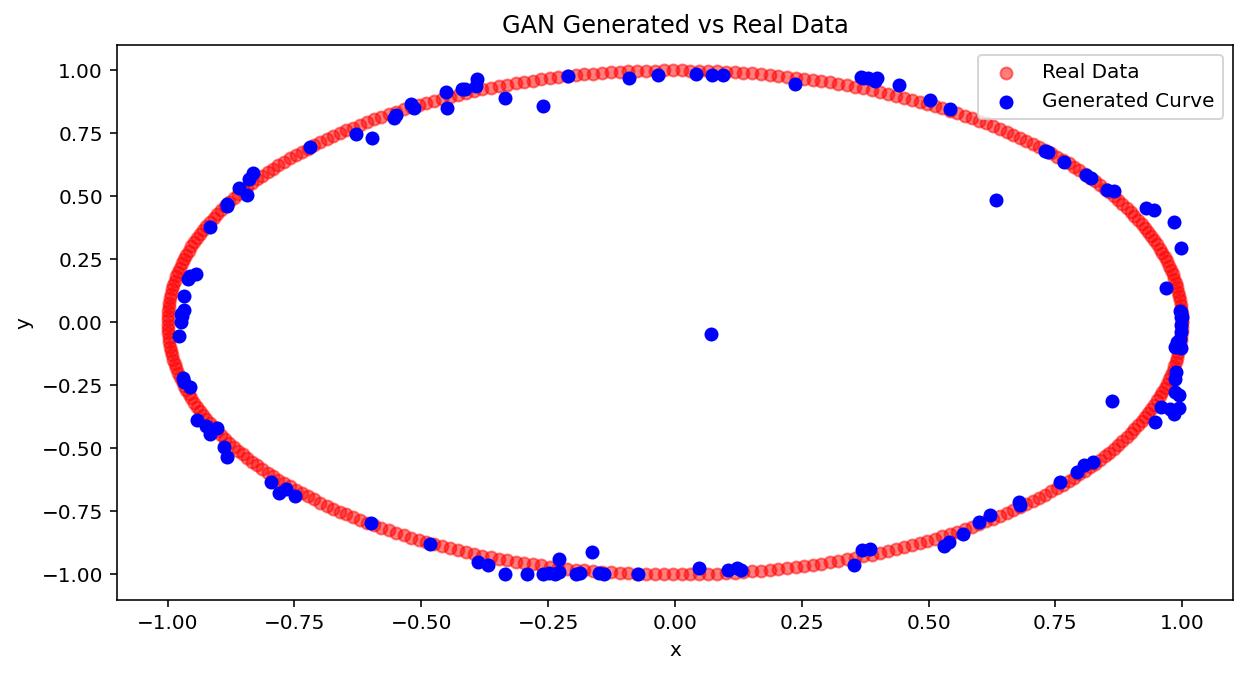 GAN Generated vs Real Data
Real Data
Generated Curve
1.00
0.75
0.50
0.25
0.00
−0.25
−0.50
−0.75
−1.00
y
−1.00 −0.75 −0.50 −0.25 0.00 0.25 0.50 0.75 1.00
x